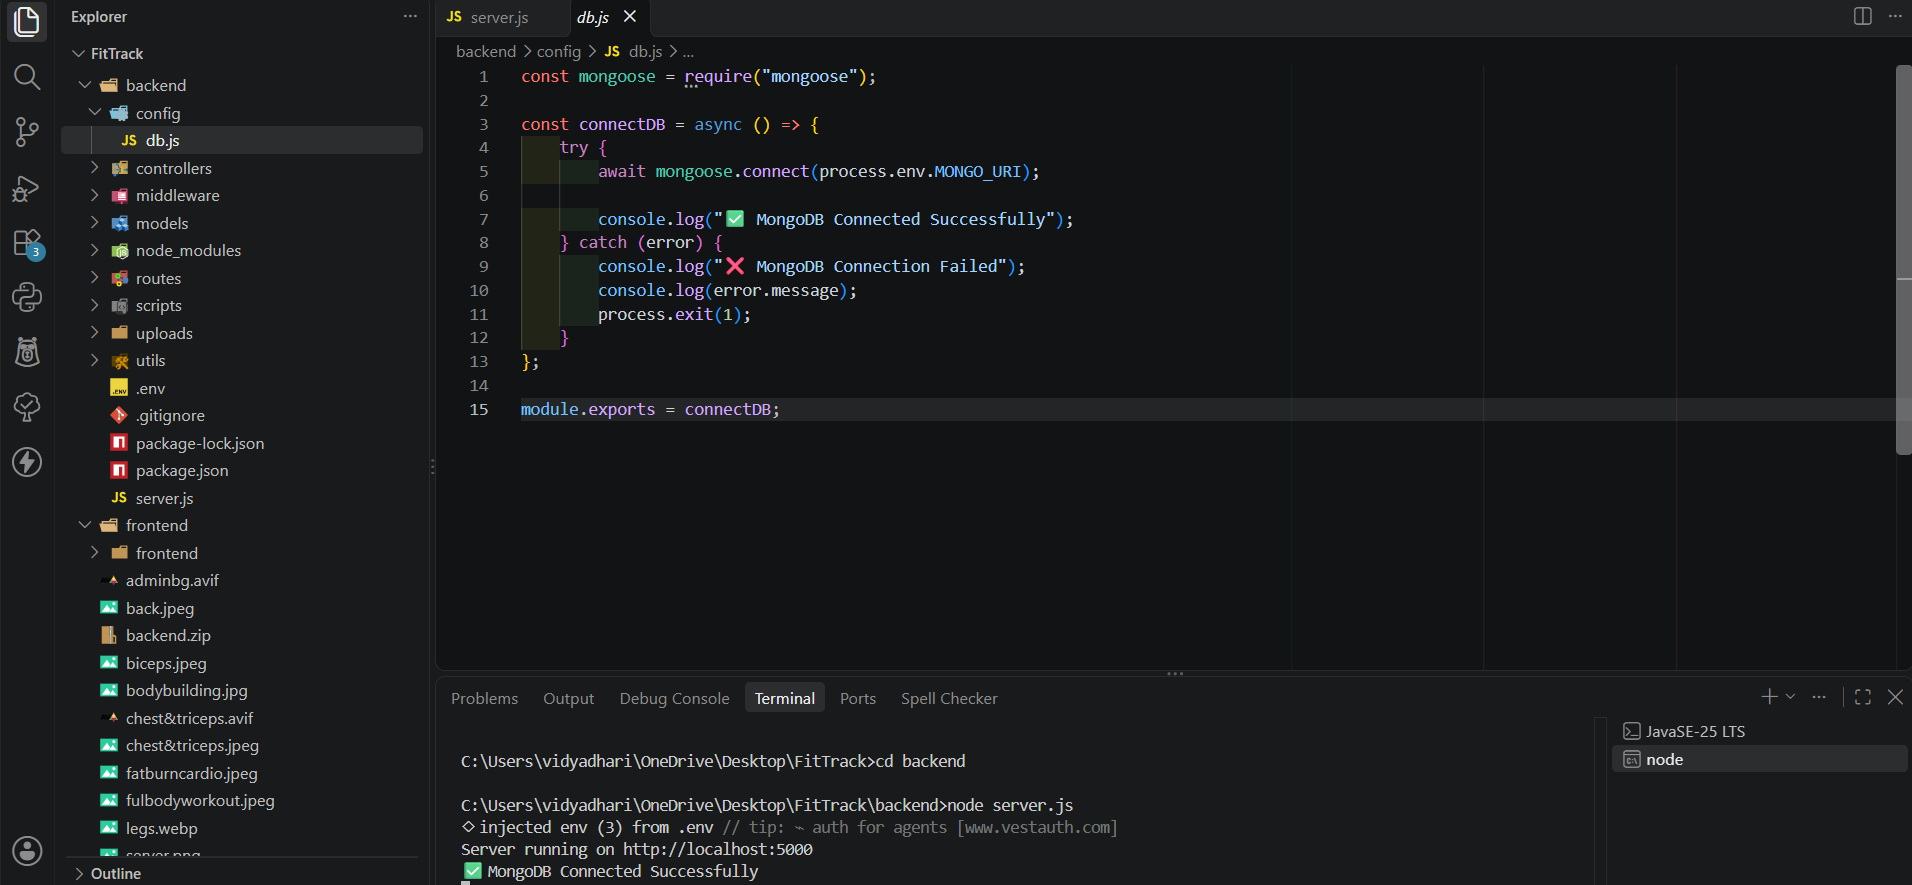 Explorer
FitTrack
backend
config
JS db.js
controllers
middleware
models
node_modules
routes
scripts
uploads
utils
.env
.gitignore
package-lock.json
package.json
JS server.js
frontend
frontend
adminbg.avif
back.jpeg
backend.zip
biceps.jpeg
bodybuilding.jpg
chest&triceps.avif
chest&triceps.jpeg
fatburncardio.jpeg
fulbodyworkout.jpeg
legs.webp
server.png
Outline
3
JS server.js
db.js
backend > config > JS db.js > ...
1 const mongoose = require("mongoose");
2
3 const connectDB = async () => {
4 try {
5 await mongoose.connect(process.env.MONGO_URI);
6
7 console.log("✅ MongoDB Connected Successfully");
8 } catch (error) {
9 console.log("❌ MongoDB Connection Failed");
10 console.log(error.message);
11 process.exit(1);
12 }
13 };
14
15 module.exports = connectDB;
Problems Output Debug Console Terminal Ports Spell Checker
C:\Users\vidyadhari\OneDrive\Desktop\FitTrack>cd backend
C:\Users\vidyadhari\OneDrive\Desktop\FitTrack\backend>node server.js
◇ injected env (3) from .env // tip: ⌁ auth for agents [www.vestauth.com]
Server running on http://localhost:5000
✅ MongoDB Connected Successfully
JavaSE-25 LTS
node